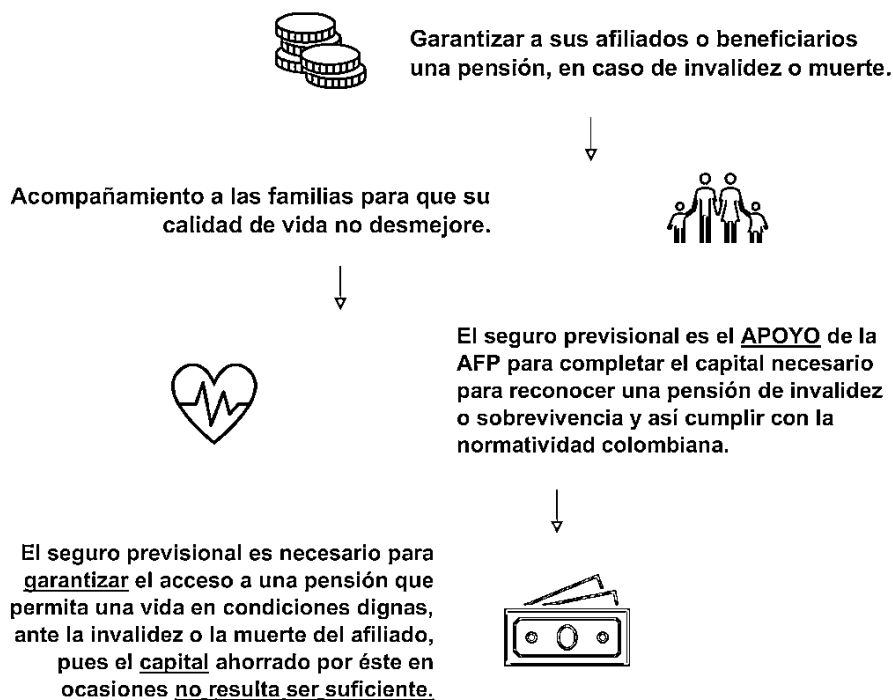 Garantizar a sus afiliados o beneficiarios
una pensión, en caso de invalidez o muerte.
Acompañamiento a las familias para que su
calidad de vida no desmejore.
El seguro previsional es el APOYO de la
AFP para completar el capital necesario
para reconocer una pensión de invalidez
o sobrevivencia y así cumplir con la
normatividad colombiana.
El seguro previsional es necesario para
garantizar el acceso a una pensión que
permita una vida en condiciones dignas,
ante la invalidez o la muerte del afiliado,
pues el capital ahorrado por éste en
ocasiones no resulta ser suficiente.